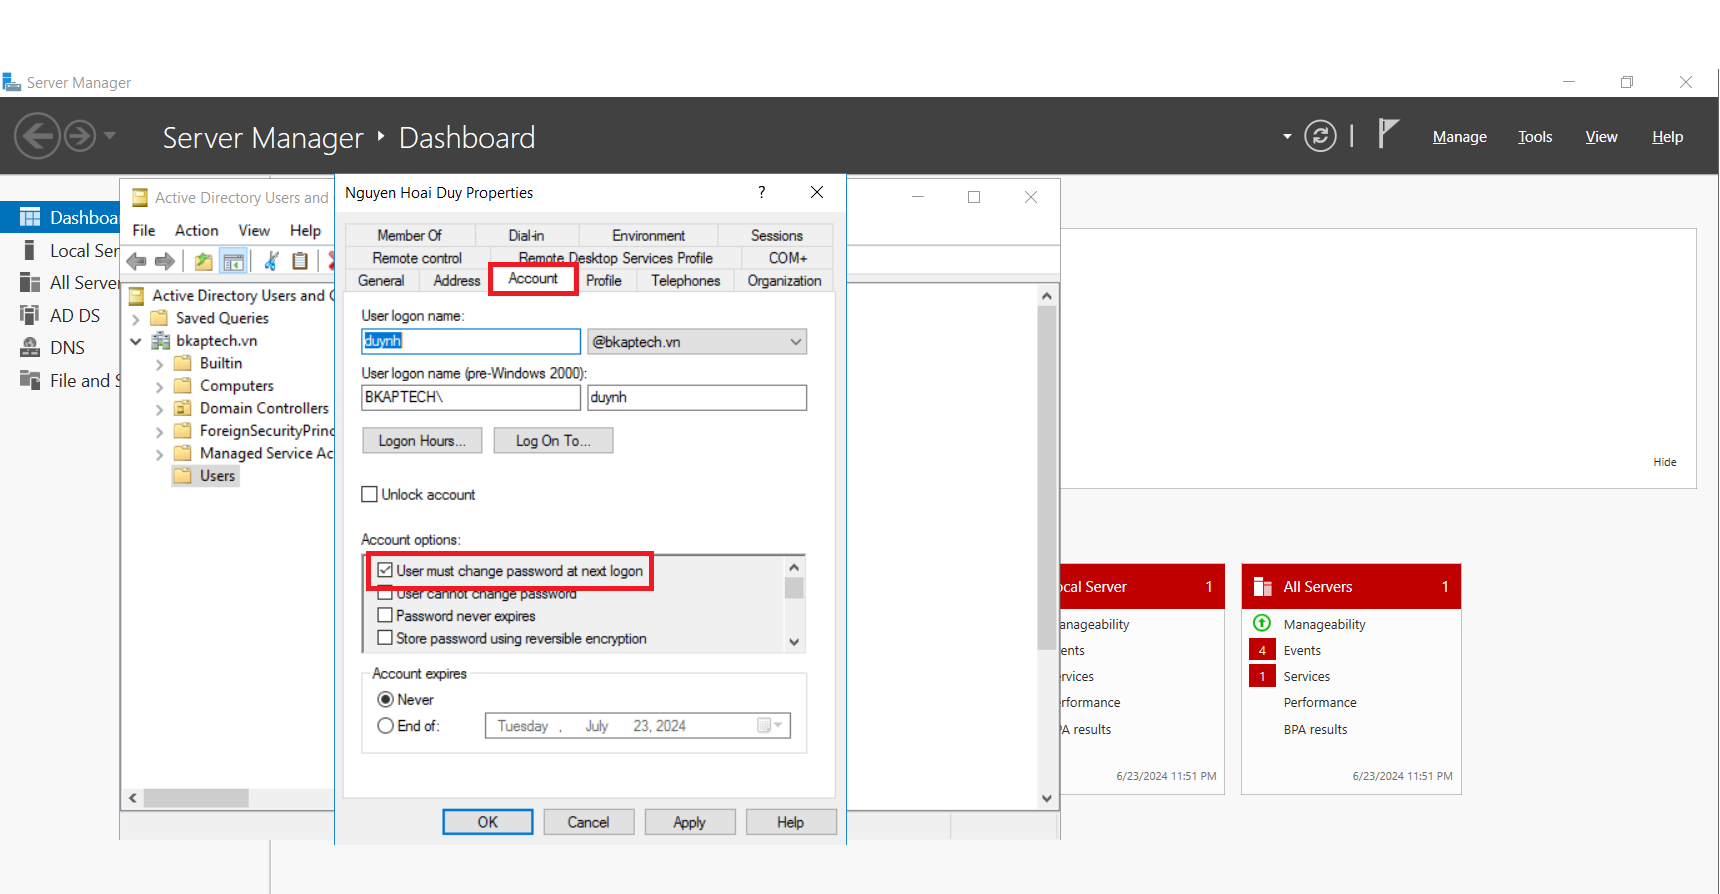 Server Manager
Server Manager ‣ Dashboard
Manage Tools View Help
Dashboa
Local Ser
All Server
AD DS
DNS
File and S
Active Directory Users and
File Action View Help
Active Directory Users and C
Saved Queries
bkaptech.vn
Builtin
Computers
Domain Controllers
ForeignSecurityPrinc
Managed Service Ac
Users
Nguyen Hoai Duy Properties
?
Member Of Dial-in Environment Sessions
Remote control Remote Desktop Services Profile COM+
General Address Account Profile Telephones Organization
User logon name:
duynh @bkaptech.vn
User logon name (pre-Windows 2000):
BKAPTECH\ duynh
Logon Hours... Log On To...
Unlock account
Account options:
User must change password at next logon
User cannot change password
Password never expires
Store password using reversible encryption
Account expires
Never
End of: Tuesday , July 23, 2024
OK Cancel Apply Help
Hide
ocal Server 1
anageability
ents
rvices
rformance
PA results
6/23/2024 11:51 PM
All Servers 1
Manageability
4 Events
1 Services
Performance
BPA results
6/23/2024 11:51 PM